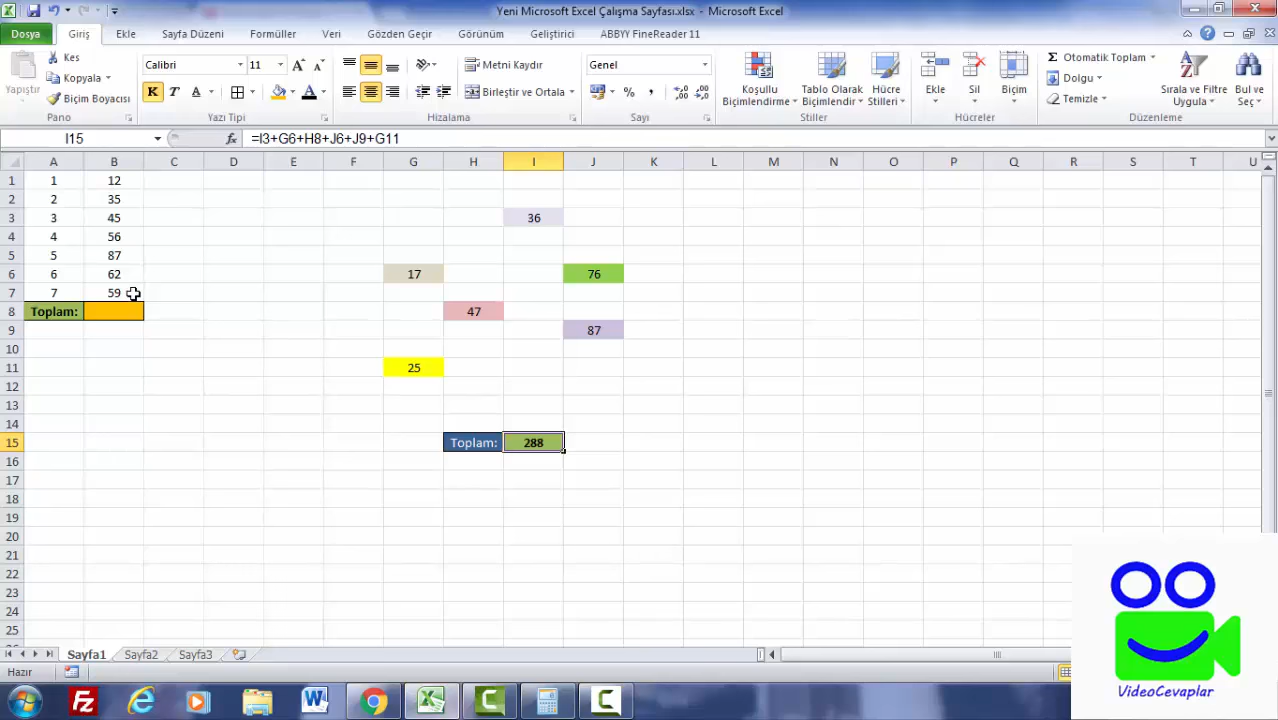 Yeni Microsoft Excel Çalışma Sayfası.xlsx - Microsoft Excel
Dosya Giriş Ekle Sayfa Düzeni Formüller Veri Gözden Geçir Görünüm Geliştirici ABBYY FineReader 11
Yapıştır
Kes
Kopyala
Biçim Boyacısı
Pano
Calibri 11
K T A
Yazı Tipi
Metni Kaydır
Birleştir ve Ortala
Hizalama
Genel
%
Sayı
Koşullu Biçimlendirme
Tablo Olarak Biçimlendir
Hücre Stilleri
Stiller
Ekle Sil Biçim
Hücreler
Otomatik Toplam
Dolgu
Temizle
Sırala ve Filtre Uygula
Bul ve Seç
Düzenleme
I15 fx =I3+G6+H8+J6+J9+G11
A B C D E F G H I J K L M N O P Q R S T U
1 1 12
2 2 35
3 3 45 36
4 4 56
5 5 87
6 6 62 17 76
7 7 59
8 Toplam: 47
9 87
10
11 25
12
13
14
15 Toplam: 288
16
17
18
19
20
21
22
23
24
25
Sayfa1 Sayfa2 Sayfa3
Hazır
VideoCevaplar